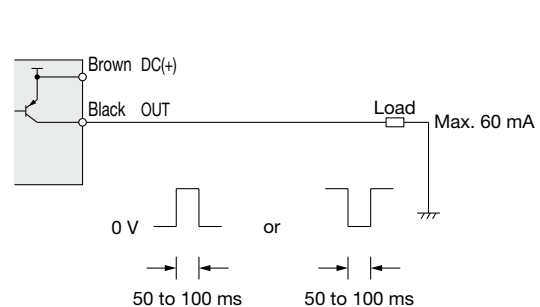 Brown DC(+)
Black OUT
Load
Max. 60 mA
0 V
or
50 to 100 ms
50 to 100 ms